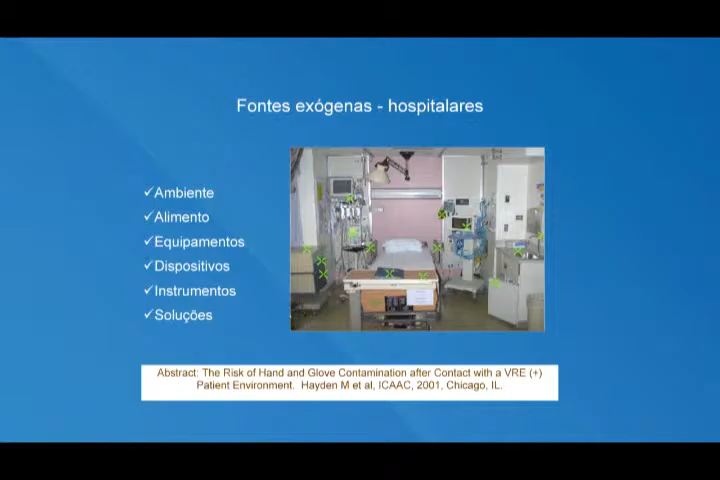 Fontes exógenas - hospitalares
✓Ambiente
✓Alimento
✓Equipamentos
✓Dispositivos
✓Instrumentos
✓Soluções
Abstract: The Risk of Hand and Glove Contamination after Contact with a VRE (+)
Patient Environment. Hayden M et al, ICAAC, 2001, Chicago, IL.